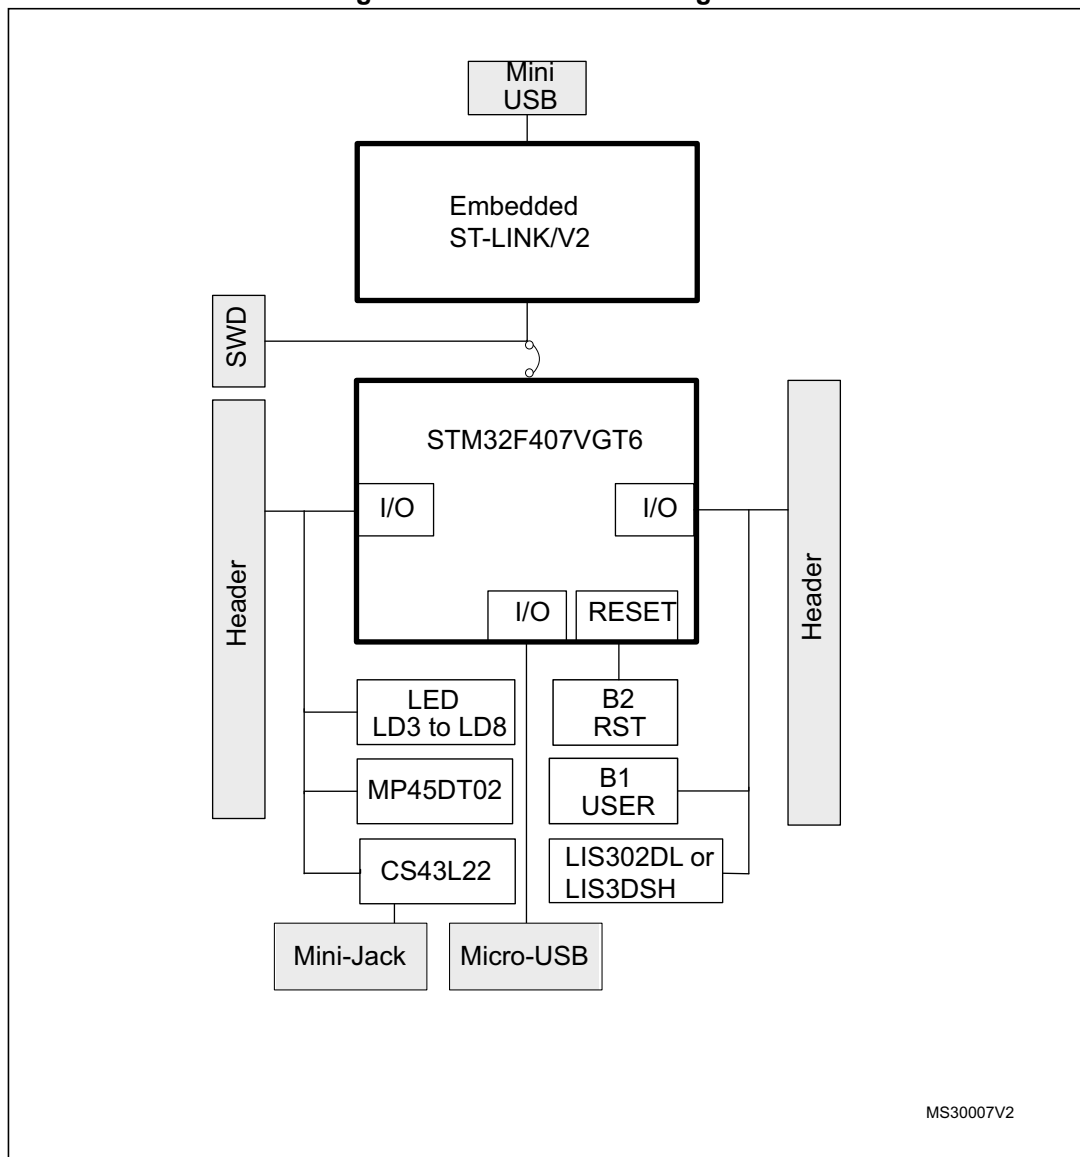 Mini
USB
Embedded
ST-LINK/V2
SWD
STM32F407VGT6
I/O
I/O
Header
Header
I/O
RESET
LED
LD3 to LD8
B2
RST
MP45DT02
B1
USER
CS43L22
LIS302DL or
LIS3DSH
Mini-Jack
Micro-USB
MS30007V2